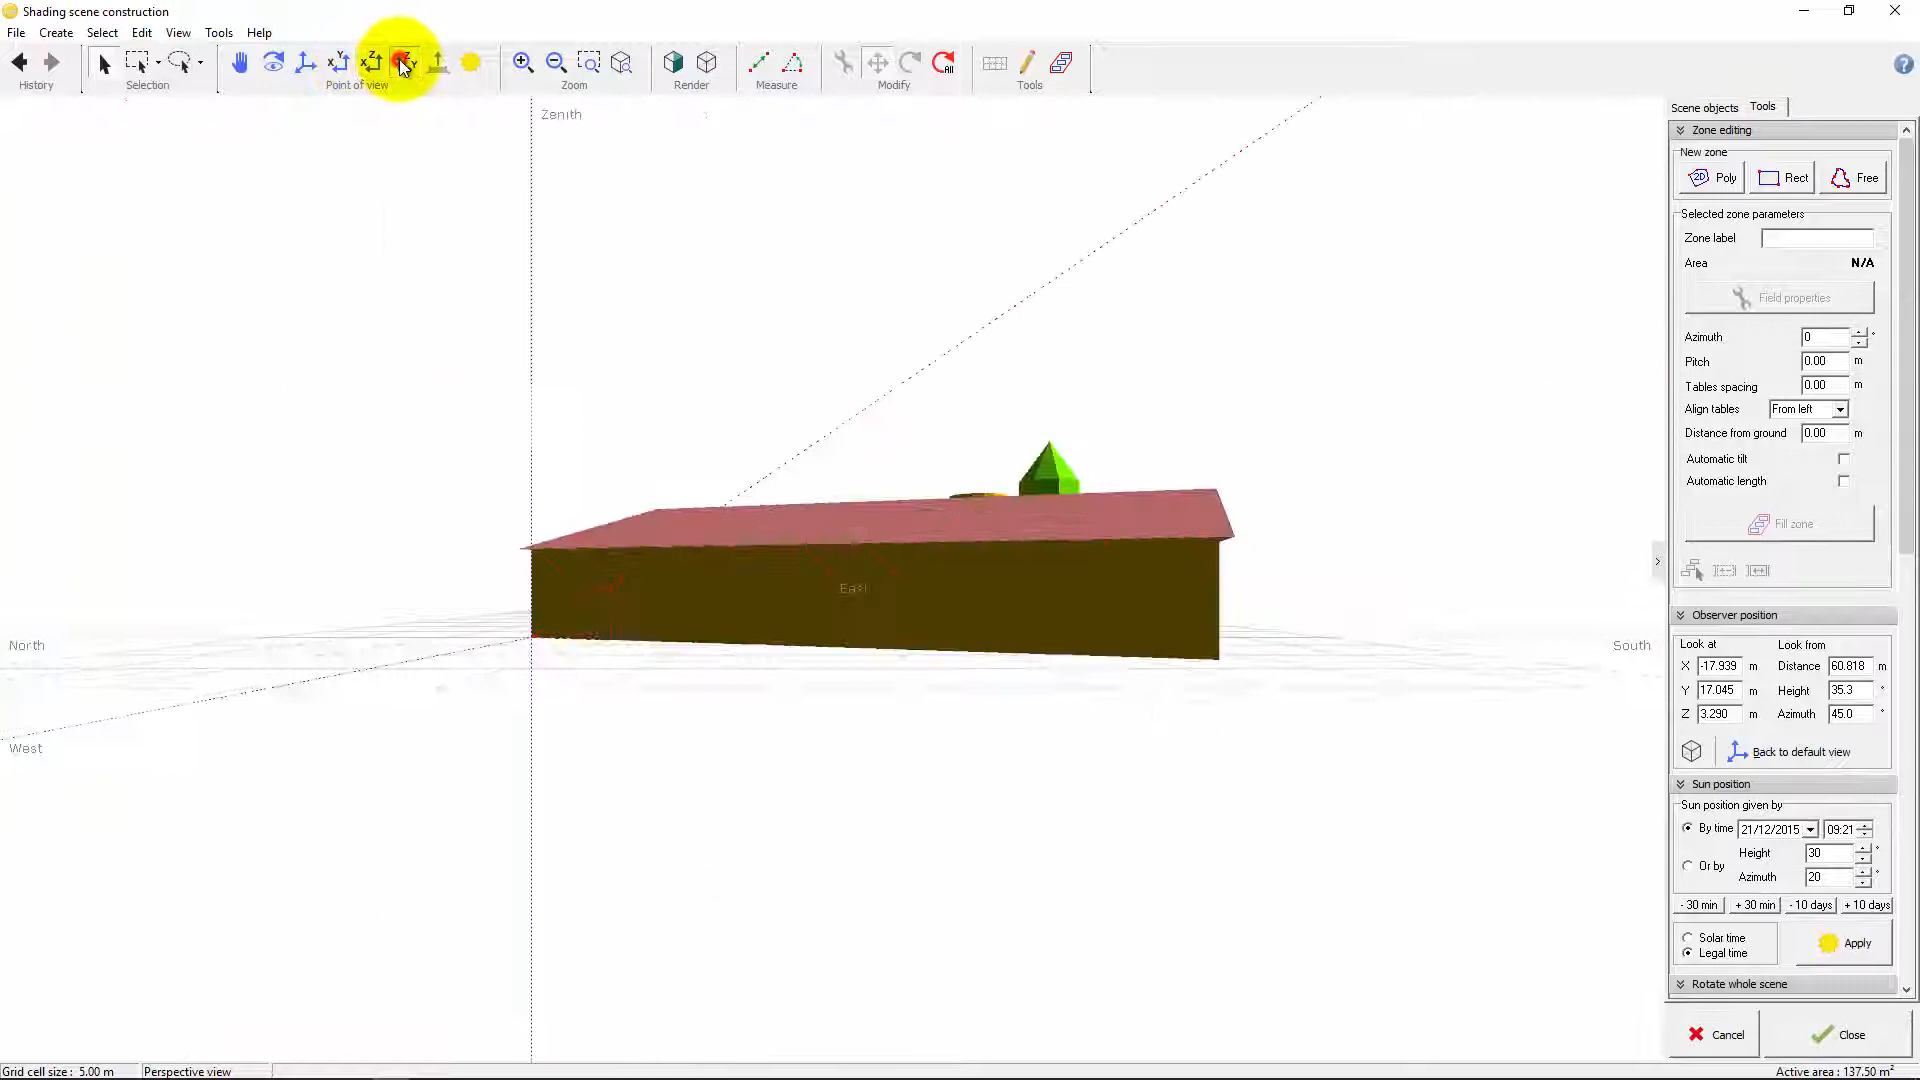 Shading scene construction
File Create Select Edit View Tools Help
History Selection Point of view Zoom Render Measure Modify Tools
All
Zenith
East
North
South
West
Scene objects Tools
Zone editing
New zone
2D Poly Rect Free
Selected zone parameters
Zone label
Area N/A
Field properties
Azimuth 0 °
Pitch 0.00 m
Tables spacing 0.00 m
Align tables From left
Distance from ground 0.00 m
Automatic tilt
Automatic length
Fill zone
Observer position
Look at Look from
X -17.939 m Distance 60.818 m
Y 17.045 m Height 35.3 °
Z 3.290 m Azimuth 45.0 °
Back to default view
Sun position
Sun position given by
By time 21/12/2015 09:21
Height 30 °
Or by
Azimuth 20 °
- 30 min + 30 min - 10 days + 10 days
Solar time
Legal time
Apply
Rotate whole scene
Cancel Close
Grid cell size : 5.00 m Perspective view Active area : 137.50 m²